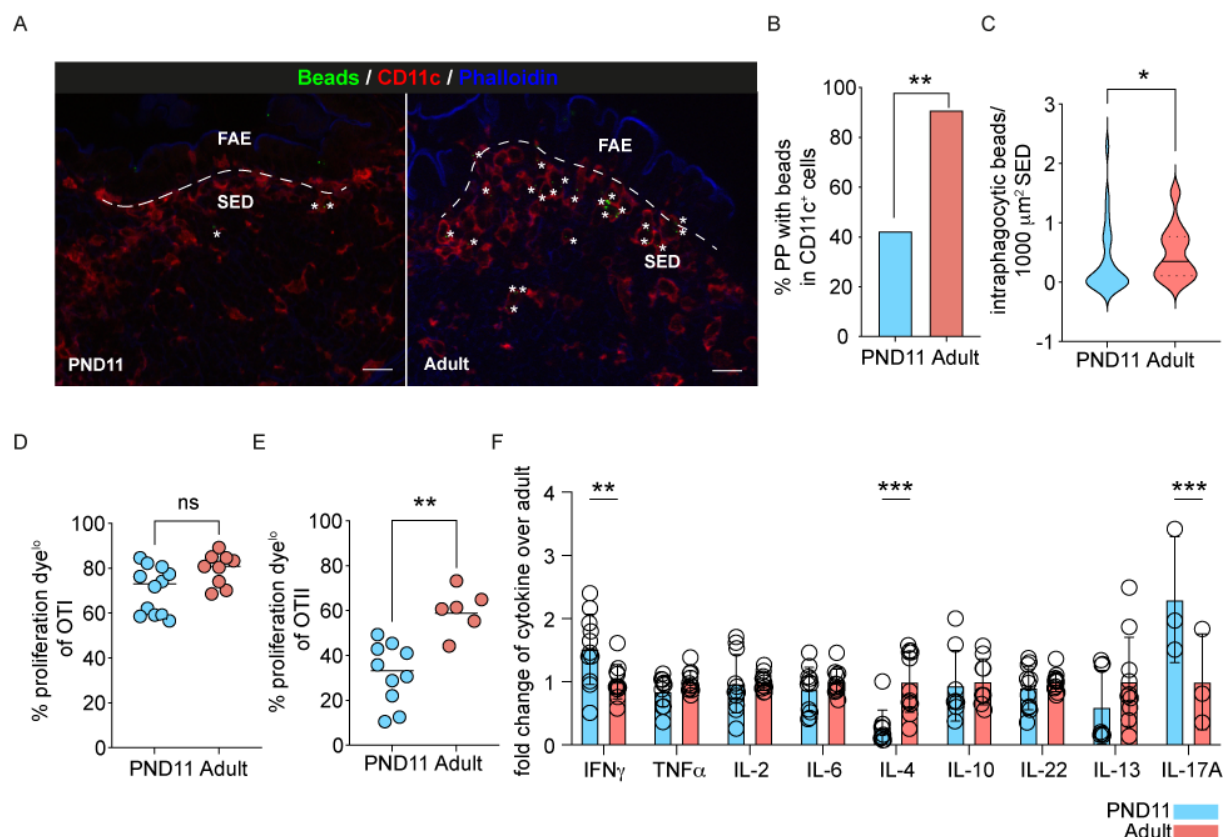 A
Beads / CD11c / Phalloidin
FAE
SED
* *
*
PND11
FAE
SED
Adult
B
**
% PP with beads
in CD11c⁺ cells
100
80
60
40
20
0
PND11 Adult
C
*
intraphagocytic beads/
1000 μm² SED
3
2
1
0
-1
PND11 Adult
D
ns
% proliferation dyeˡᵒ
of OTI
100
80
60
40
20
0
PND11 Adult
E
**
% proliferation dyeˡᵒ
of OTII
100
80
60
40
20
0
PND11 Adult
F
fold change of cytokine over adult
4
3
2
1
0
**
***
***
IFNγ TNFα IL-2 IL-6 IL-4 IL-10 IL-22 IL-13 IL-17A
PND11
Adult